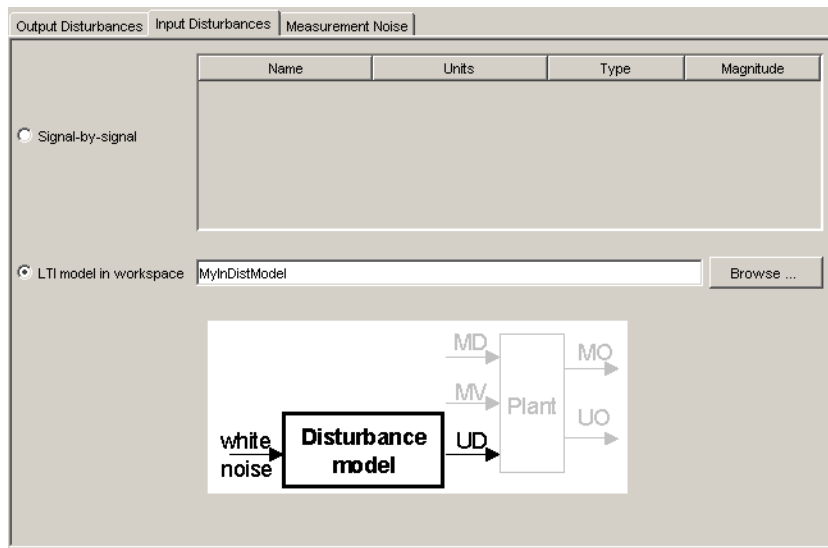 Output Disturbances Input Disturbances Measurement Noise
Name Units Type Magnitude
Signal-by-signal
LTI model in workspace MyInDistModel Browse ...
MD
MO
MV
Plant
UO
white
noise
Disturbance
model
UD